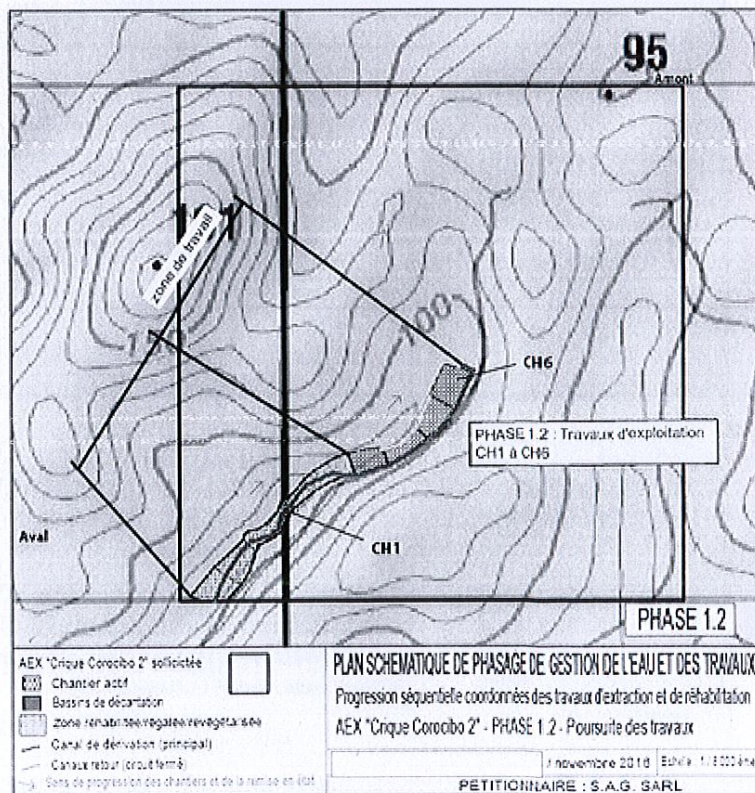 95
Amont
zone de travail
100
CH6
PHASE 1.2 : Travaux d'exploitation
CH1 à CH6
Aval
CH1
PHASE 1.2
AEX "Crique Corocibo 2" sollicitée
Chantier actif
Bassins de décantation
zone réhabilitée/régalée/revégétalisée
Canal de dérivation (principal)
Canaux retour (circuit fermé)
Sens de progression des chantiers et de la remise en état
PLAN SCHEMATIQUE DE PHASAGE DE GESTION DE L'EAU ET DES TRAVAUX
Progression séquentielle coordonnées des travaux d'extraction et de réhabilitation
AEX "Crique Corocibo 2" - PHASE 1.2 - Poursuite des travaux
novembre 2016
PETITIONNAIRE : S.A.G. SARL